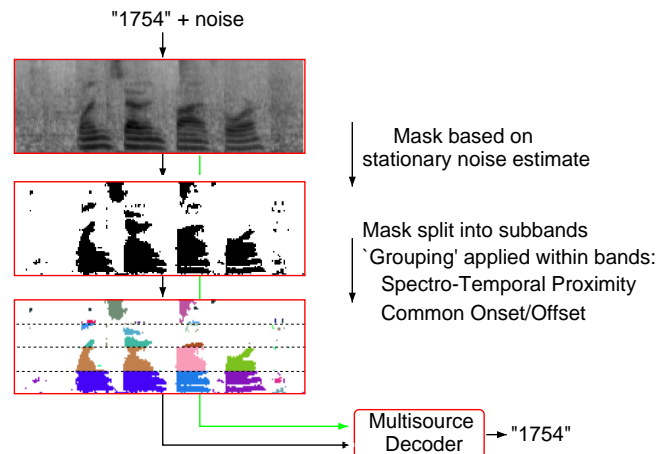 "1754" + noise
Mask based on
stationary noise estimate
Mask split into subbands
`Grouping' applied within bands:
Spectro-Temporal Proximity
Common Onset/Offset
Multisource
Decoder
"1754"